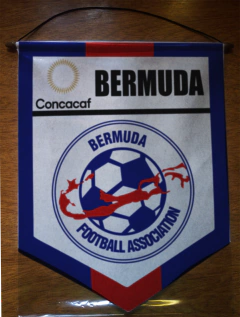 BERMUDA
Concacaf
BERMUDA
FOOTBALL ASSOCIATION